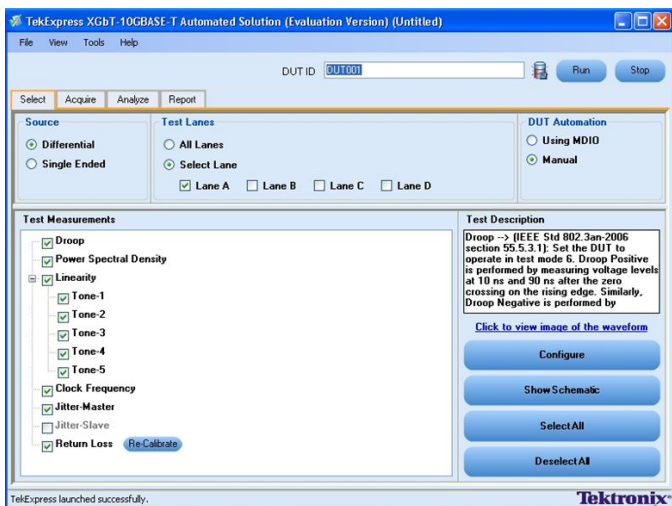 TekExpress XGbT-10GBASE-T Automated Solution (Evaluation Version) (Untitled)
File View Tools Help
DUT ID DUT001 Run Stop
Select Acquire Analyze Report
Source
Differential
Single Ended
Test Lanes
All Lanes
Select Lane
Lane A Lane B Lane C Lane D
DUT Automation
Using MDIO
Manual
Test Measurements
Droop
Power Spectral Density
Linearity
Tone-1
Tone-2
Tone-3
Tone-4
Tone-5
Clock Frequency
Jitter-Master
Jitter-Slave
Return Loss Re-Calibrate
Test Description
Droop --> (IEEE Std 802.3an-2006
section 55.5.3.1): Set the DUT to
operate in test mode 6. Droop Positive
is performed by measuring voltage levels
at 10 ns and 90 ns after the zero
crossing on the rising edge. Similarly,
Droop Negative is performed by
Click to view image of the waveform
Configure
Show Schematic
Select All
Deselect All
TekExpress launched successfully.
Tektronix